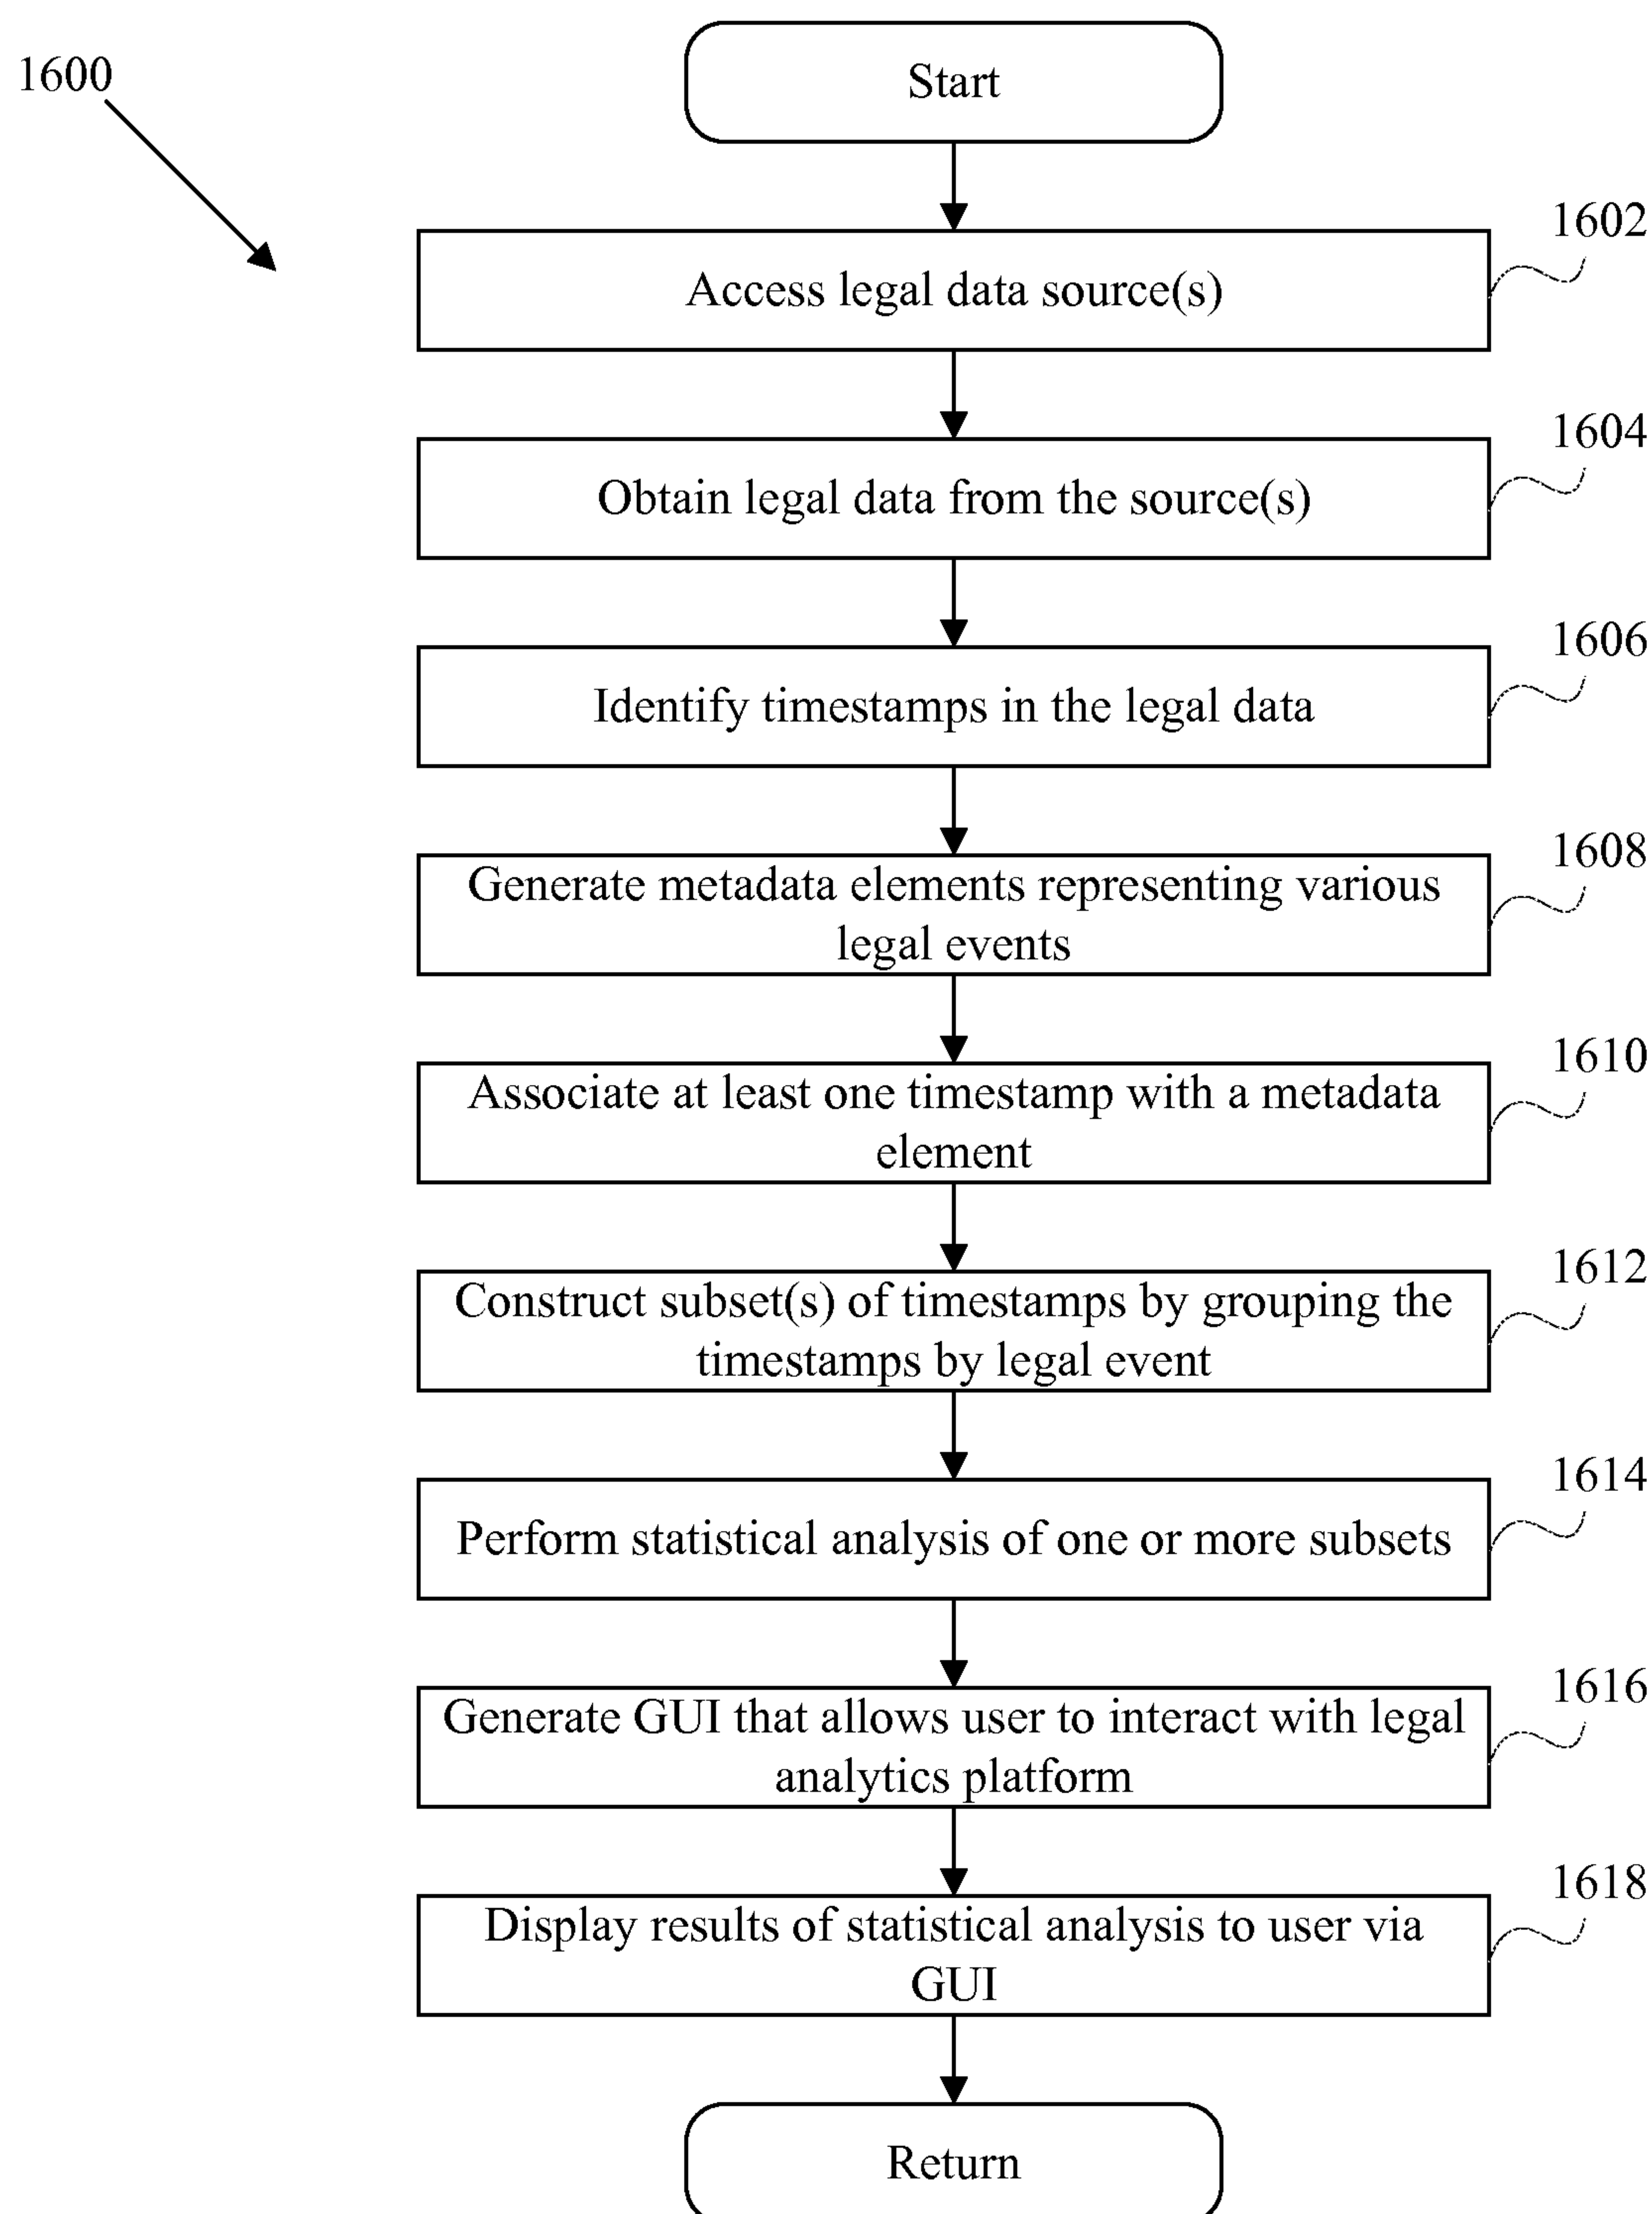 1600
Start
1602
Access legal data source(s)
1604
Obtain legal data from the source(s)
1606
Identify timestamps in the legal data
1608
Generate metadata elements representing various
legal events
1610
Associate at least one timestamp with a metadata
element
1612
Construct subset(s) of timestamps by grouping the
timestamps by legal event
1614
Perform statistical analysis of one or more subsets
1616
Generate GUI that allows user to interact with legal
analytics platform
1618
Display results of statistical analysis to user via
GUI
Return